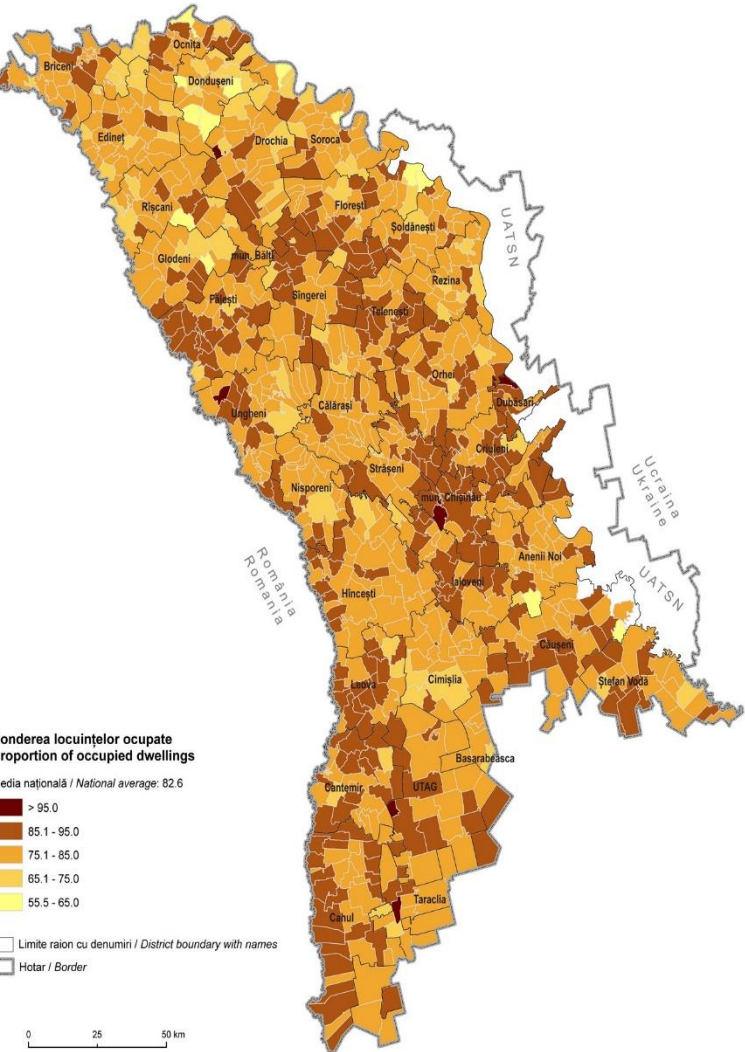 Ocnița
Briceni
Dondușeni
Edineț
Drochia
Soroca
Rîșcani
Florești
Șoldănești
UATSN
Glodeni
mun. Bălți
Rezina
Fălești
Sîngerei
Telenești
Orhei
Dubăsari
Ungheni
Călărași
Criuleni
Strășeni
Ucraina
Ukraine
Nisporeni
mun. Chișinău
România
Romania
Anenii Noi
Ialoveni
UATSN
Hîncești
Căușeni
Leova
Cimișlia
Ștefan Vodă
onderea locuințelor ocupate
roportion of occupied dwellings
Basarabeasca
edia națională / National average: 82.6
Cantemir
UTAG
> 95.0
85.1 - 95.0
75.1 - 85.0
65.1 - 75.0
55.5 - 65.0
Taraclia
Cahul
Limite raion cu denumiri / District boundary with names
Hotar / Border
0 25 50 km